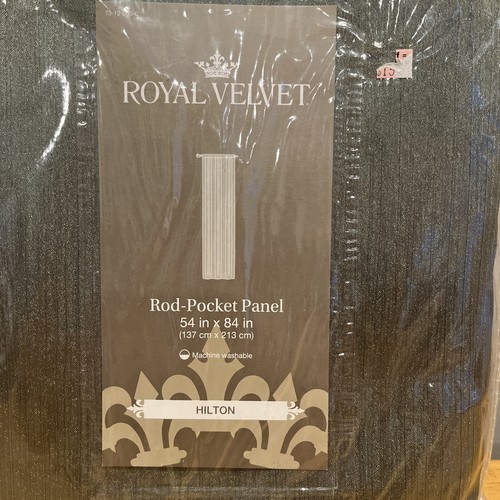 ROYAL VELVET
Rod-Pocket Panel
54 in x 84 in
(137 cm x 213 cm)
Machine washable
HILTON